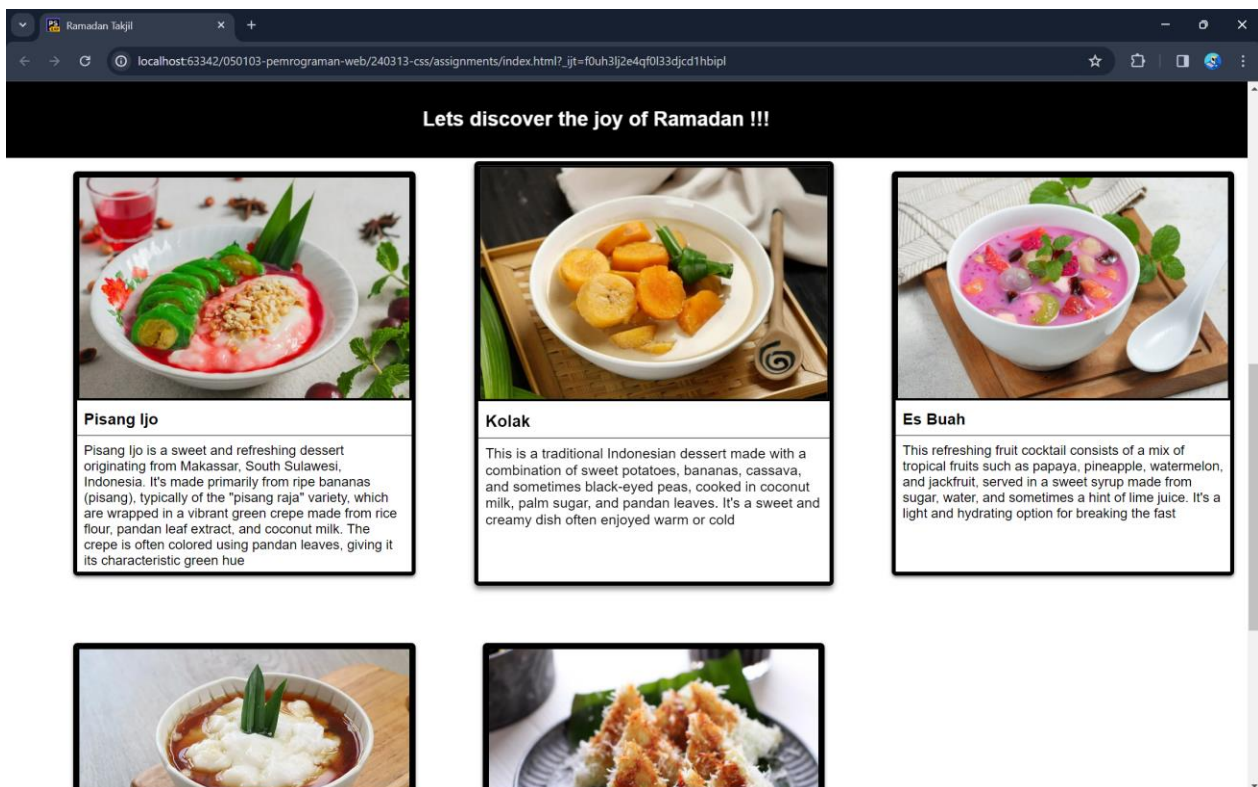 Ramadan Takjil
localhost:63342/050103-pemrograman-web/240313-css/assignments/index.html?_ijt=f0uh3lj2e4qf0l33djcd1hbipl
Lets discover the joy of Ramadan !!!
Pisang Ijo
Pisang Ijo is a sweet and refreshing dessert
originating from Makassar, South Sulawesi,
Indonesia. It's made primarily from ripe bananas
(pisang), typically of the "pisang raja" variety, which
are wrapped in a vibrant green crepe made from rice
flour, pandan leaf extract, and coconut milk. The
crepe is often colored using pandan leaves, giving it
its characteristic green hue
Kolak
This is a traditional Indonesian dessert made with a
combination of sweet potatoes, bananas, cassava,
and sometimes black-eyed peas, cooked in coconut
milk, palm sugar, and pandan leaves. It's a sweet and
creamy dish often enjoyed warm or cold
Es Buah
This refreshing fruit cocktail consists of a mix of
tropical fruits such as papaya, pineapple, watermelon,
and jackfruit, served in a sweet syrup made from
sugar, water, and sometimes a hint of lime juice. It's a
light and hydrating option for breaking the fast